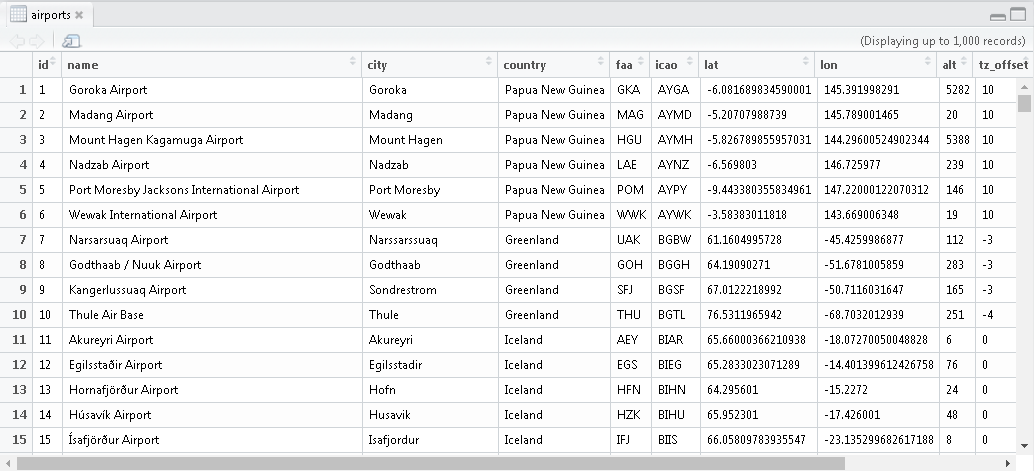 airports
(Displaying up to 1,000 records)
id name city country faa icao lat lon alt tz_offset
1 1 Goroka Airport Goroka Papua New Guinea GKA AYGA -6.081689834590001 145.391998291 5282 10
2 2 Madang Airport Madang Papua New Guinea MAG AYMD -5.20707988739 145.789001465 20 10
3 3 Mount Hagen Kagamuga Airport Mount Hagen Papua New Guinea HGU AYMH -5.826789855957031 144.29600524902344 5388 10
4 4 Nadzab Airport Nadzab Papua New Guinea LAE AYNZ -6.569803 146.725977 239 10
5 5 Port Moresby Jacksons International Airport Port Moresby Papua New Guinea POM AYPY -9.443380355834961 147.22000122070312 146 10
6 6 Wewak International Airport Wewak Papua New Guinea WWK AYWK -3.58383011818 143.669006348 19 10
7 7 Narsarsuaq Airport Narssarssuaq Greenland UAK BGBW 61.1604995728 -45.4259986877 112 -3
8 8 Godthaab / Nuuk Airport Godthaab Greenland GOH BGGH 64.19090271 -51.6781005859 283 -3
9 9 Kangerlussuaq Airport Sondrestrom Greenland SFJ BGSF 67.0122218992 -50.7116031647 165 -3
10 10 Thule Air Base Thule Greenland THU BGTL 76.5311965942 -68.7032012939 251 -4
11 11 Akureyri Airport Akureyri Iceland AEY BIAR 65.66000366210938 -18.07270050048828 6 0
12 12 Egilsstaðir Airport Egilsstadir Iceland EGS BIEG 65.2833023071289 -14.401399612426758 76 0
13 13 Hornafjörður Airport Hofn Iceland HFN BIHN 64.295601 -15.2272 24 0
14 14 Húsavík Airport Husavik Iceland HZK BIHU 65.952301 -17.426001 48 0
15 15 Ísafjörður Airport Isafjordur Iceland IFJ BIIS 66.05809783935547 -23.135299682617188 8 0